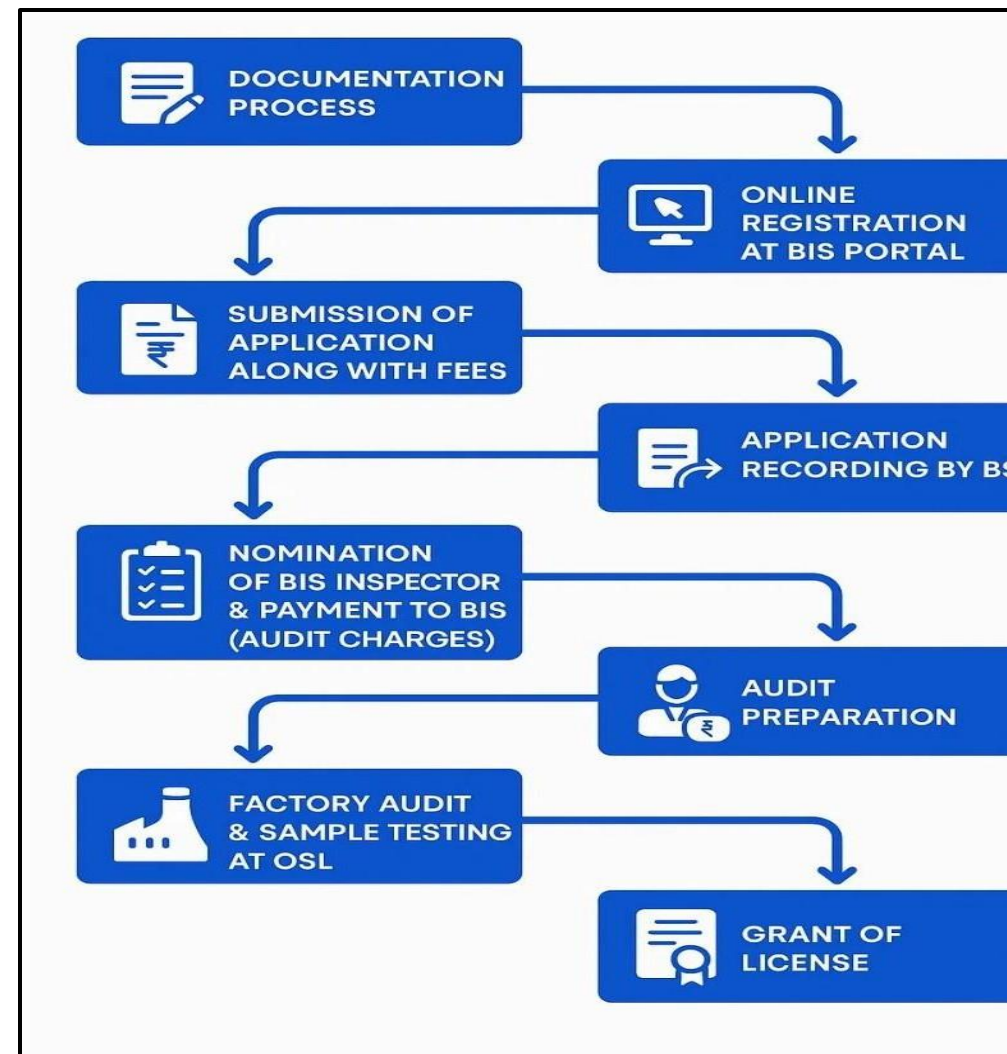 DOCUMENTATION
PROCESS
ONLINE
REGISTRATION
AT BIS PORTAL
SUBMISSION OF
APPLICATION
ALONG WITH FEES
₹
APPLICATION
RECORDING BY
NOMINATION
OF BIS INSPECTOR
& PAYMENT TO BIS
(AUDIT CHARGES)
AUDIT
PREPARATION
₹
FACTORY AUDIT
& SAMPLE TESTING
AT OSL
GRANT OF
LICENSE